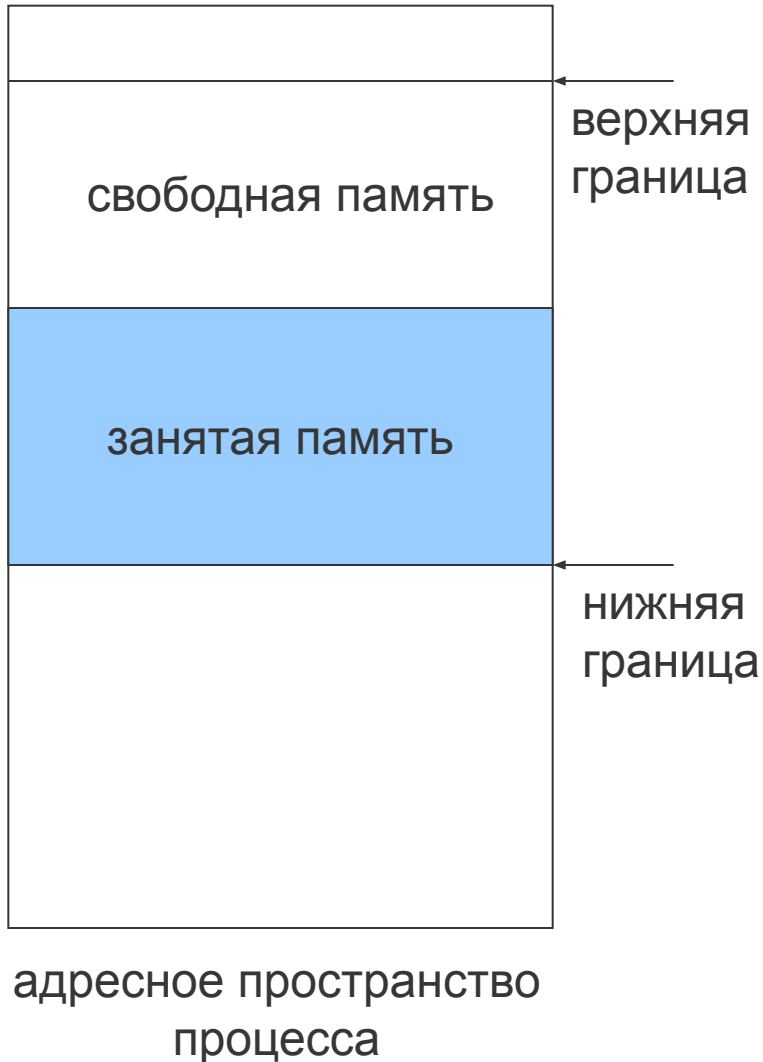 верхняя
граница
свободная память
занятая память
нижняя
граница
адресное пространство
процесса